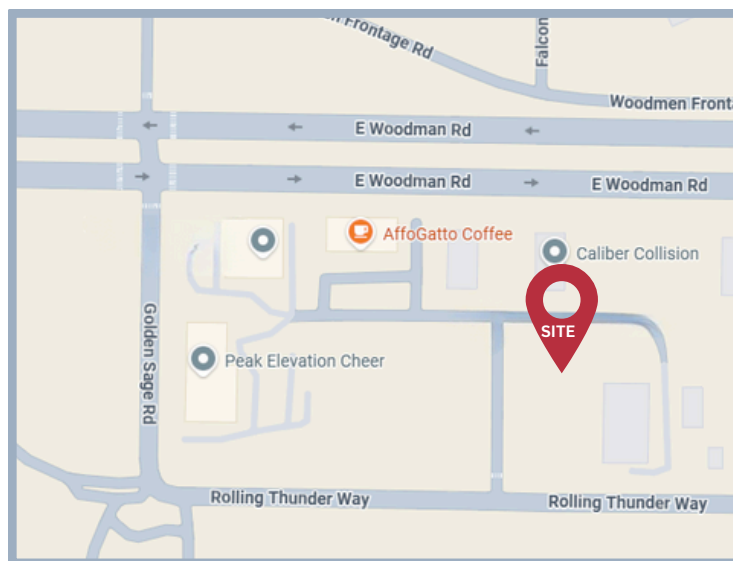 n Frontage Rd
Falcon
Woodmen Fronta
E Woodman Rd
E Woodman Rd
E Woodman Rd
AffoGatto Coffee
Caliber Collision
SITE
Golden Sage Rd
Peak Elevation Cheer
Rolling Thunder Way
Rolling Thunder Way